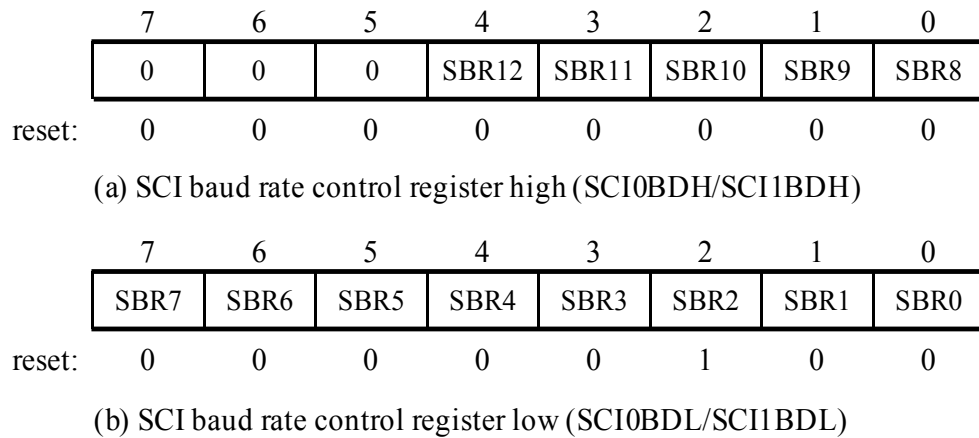 7 6 5 4 3 2 1 0
0 0 0 SBR12 SBR11 SBR10 SBR9 SBR8
reset: 0 0 0 0 0 0 0 0
(a) SCI baud rate control register high (SCI0BDH/SCI1BDH)
7 6 5 4 3 2 1 0
SBR7 SBR6 SBR5 SBR4 SBR3 SBR2 SBR1 SBR0
reset: 0 0 0 0 0 1 0 0
(b) SCI baud rate control register low (SCI0BDL/SCI1BDL)